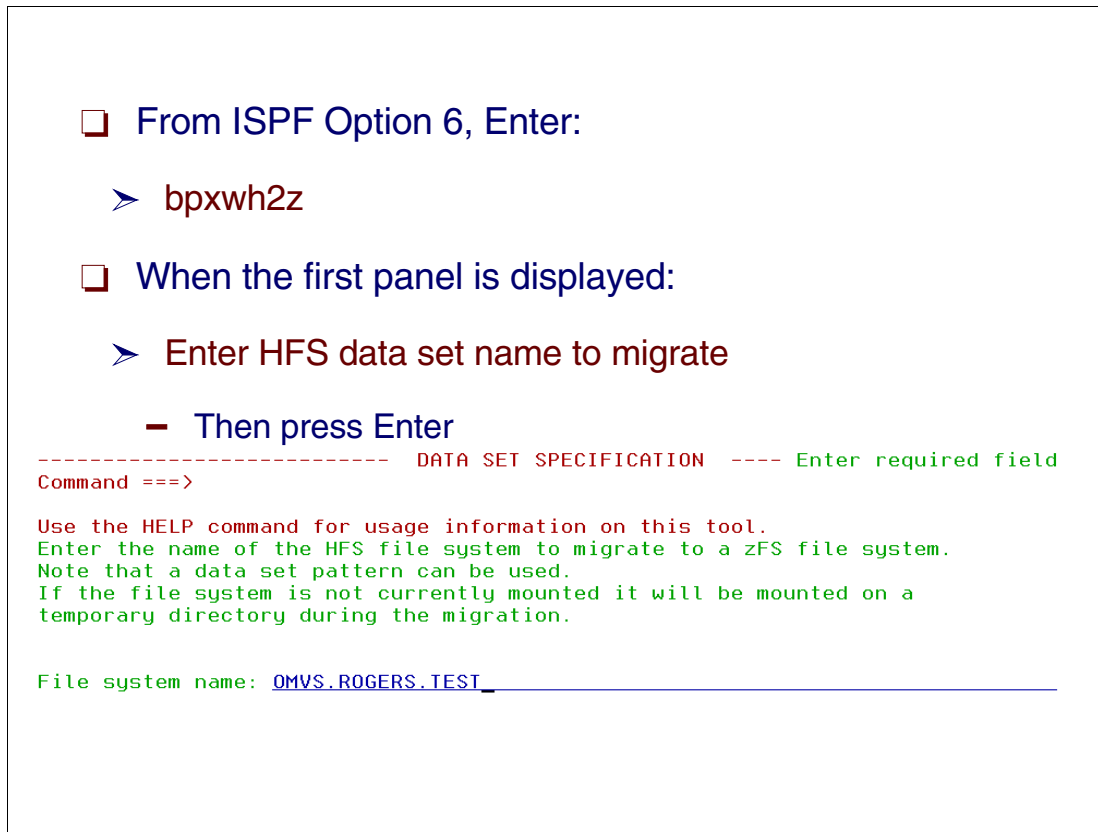 From ISPF Option 6, Enter:
bpxwh2z
When the first panel is displayed:
Enter HFS data set name to migrate
Then press Enter
--------------------------- DATA SET SPECIFICATION ---- Enter required field
Command ===>
Use the HELP command for usage information on this tool.
Enter the name of the HFS file system to migrate to a zFS file system.
Note that a data set pattern can be used.
If the file system is not currently mounted it will be mounted on a
temporary directory during the migration.
File system name: OMVS.ROGERS.TEST